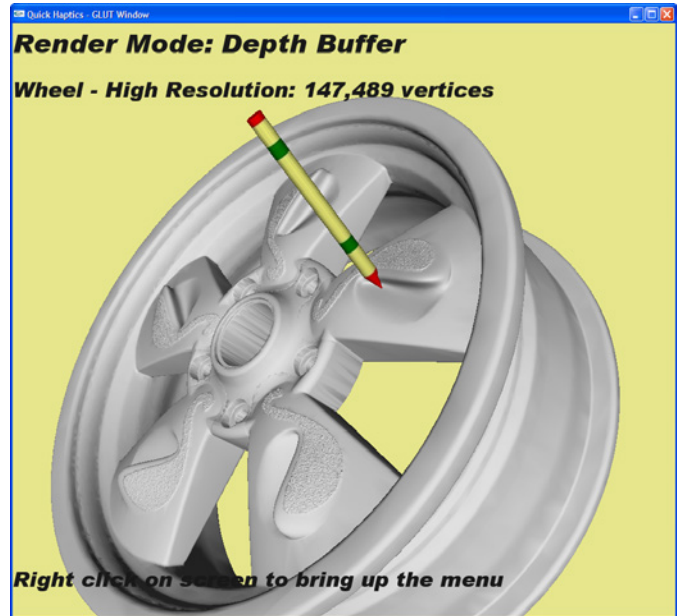 Quick Haptics - GLUT Window
Render Mode: Depth Buffer
Wheel - High Resolution: 147,489 vertices
Right click on screen to bring up the menu